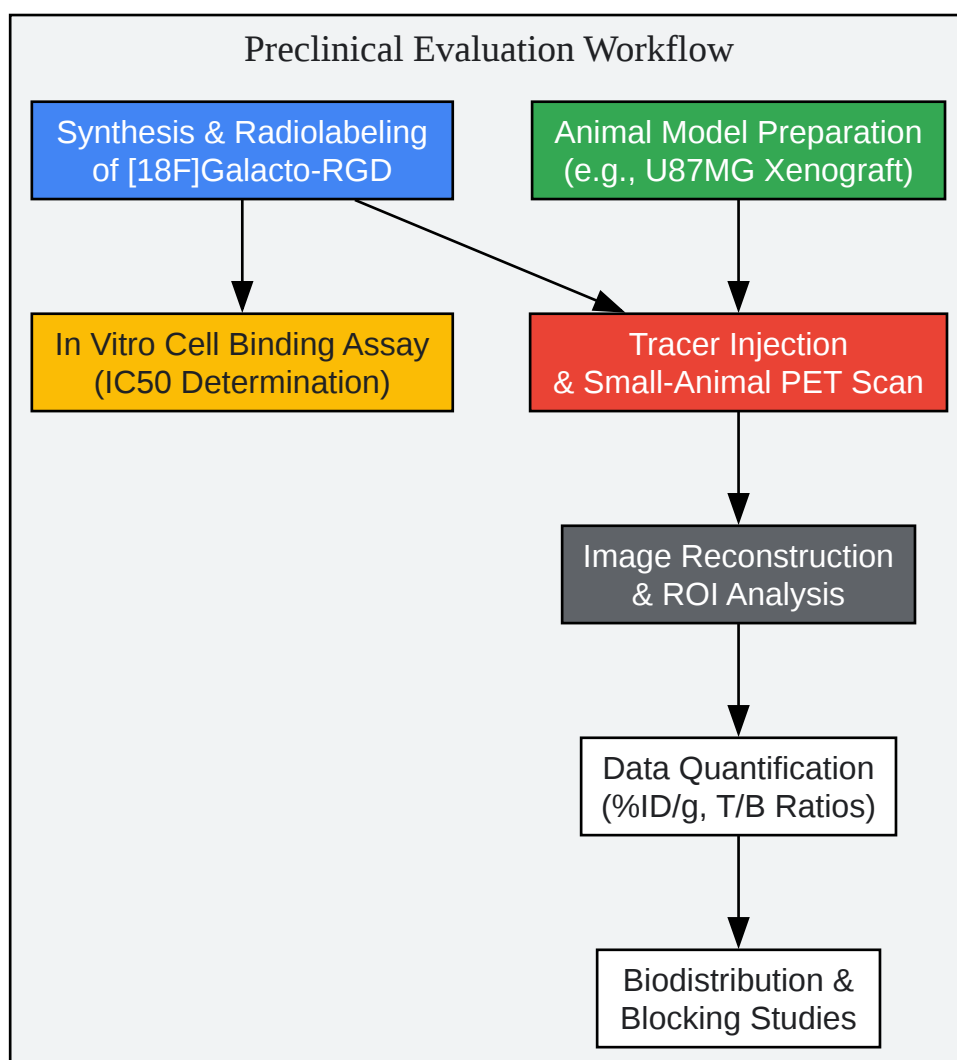 Preclinical Evaluation Workflow
Synthesis & Radiolabeling
of [18F]Galacto-RGD
Animal Model Preparation
(e.g., U87MG Xenograft)
In Vitro Cell Binding Assay
(IC50 Determination)
Tracer Injection
& Small-Animal PET Scan
Image Reconstruction
& ROI Analysis
Data Quantification
(%ID/g, T/B Ratios)
Biodistribution &
Blocking Studies